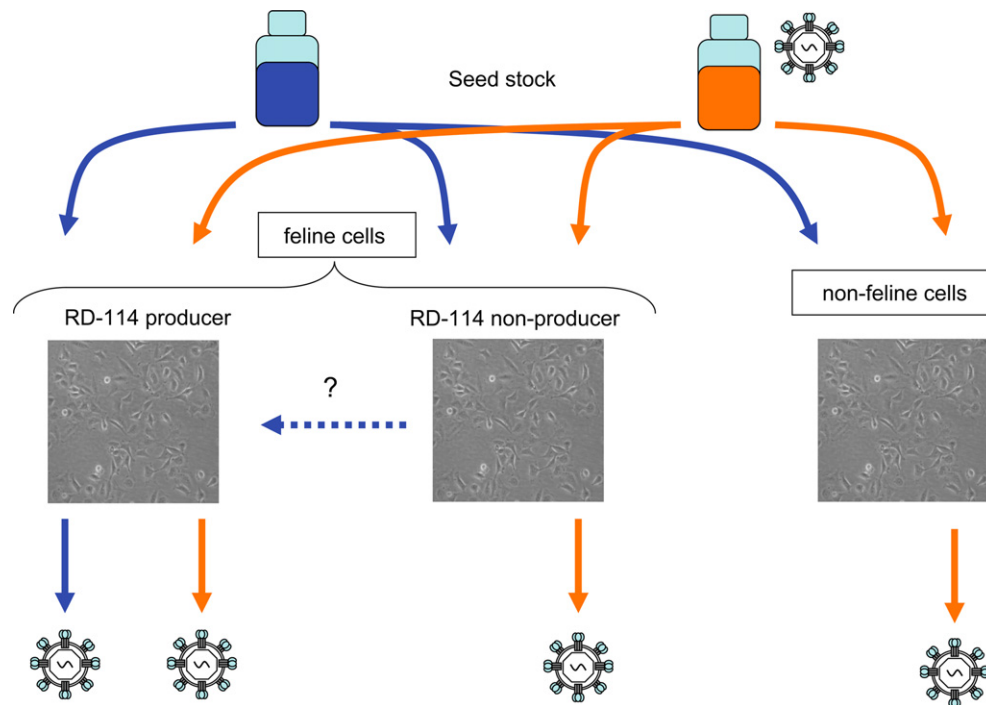 Seed stock
feline cells
non-feline cells
RD-114 producer
RD-114 non-producer
?